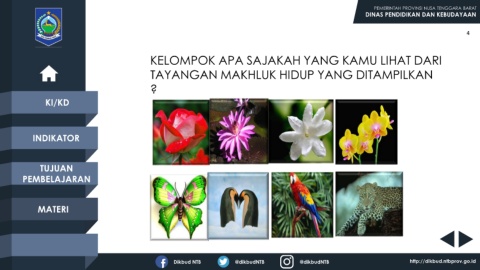 PEMERINTAH PROVINSI NUSA TENGGARA BARAT
DINAS PENDIDIKAN DAN KEBUDAYAAN
4
KELOMPOK APA SAJAKAH YANG KAMU LIHAT DARI
TAYANGAN MAKHLUK HIDUP YANG DITAMPILKAN
?
KI/KD
INDIKATOR
TUJUAN
PEMBELAJARAN
MATERI
Dikbud NTB
@dikbudNTB
@dikbudNTB
http://dikbud.ntbprov.go.id